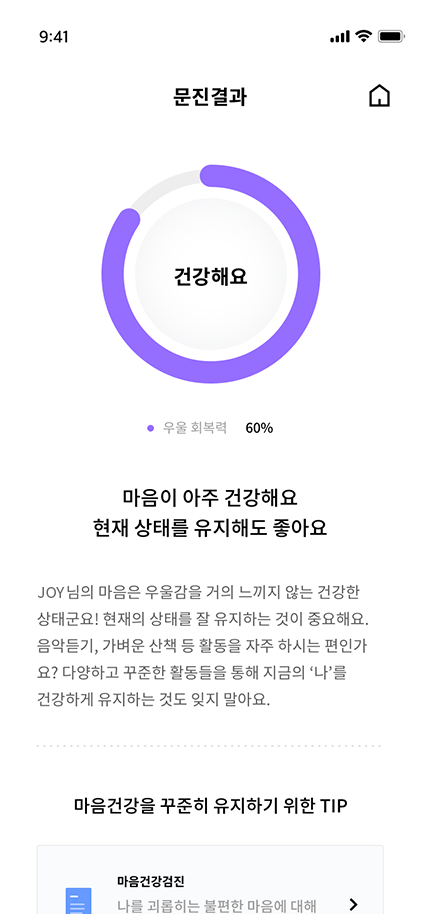 9:41
문진결과
건강해요
우울 회복력 60%
마음이 아주 건강해요
현재 상태를 유지해도 좋아요
JOY님의 마음은 우울감을 거의 느끼지 않는 건강한
상태군요! 현재의 상태를 잘 유지하는 것이 중요해요.
음악듣기, 가벼운 산책 등 활동을 자주 하시는 편인가
요? 다양하고 꾸준한 활동들을 통해 지금의 ‘나’를
건강하게 유지하는 것도 잊지 말아요.
마음건강을 꾸준히 유지하기 위한 TIP
마음건강검진
나를 괴롭히는 불편한 마음에 대해